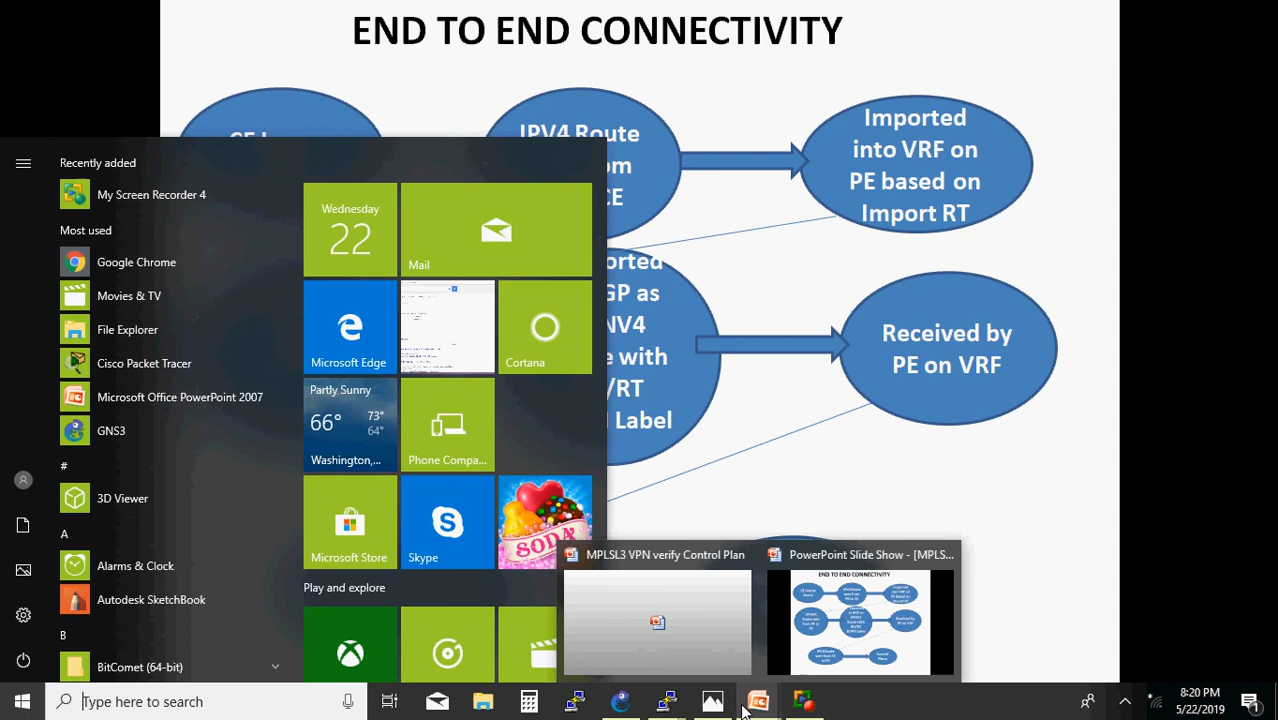 END TO END CONNECTIVITY
IPV4 Route
om
CE
Imported
into VRF on
PE based on
Import RT
orted
GP as
NV4
e with
/RT
Label
Received by
PE on VRF
Recently added
My Screen Recorder 4
Most used
Google Chrome
Movies & TV
File Explorer
Cisco Packet Tracer
Microsoft Office PowerPoint 2007
GNS3
#
3D Viewer
A
Alarms & Clock
Autodesk SketchBook
B
BitComet (64-bit)
Wednesday
22
Mail
Microsoft Edge
Cortana
Partly Sunny
66°
73°
64°
Washington,...
Phone Compa...
Microsoft Store
Skype
SODA
Play and explore
MPLSL3 VPN verify Control Plan
PowerPoint Slide Show - [MPLS...
END TO END CONNECTIVITY
Type here to search
8:20 PM
5/22/2019